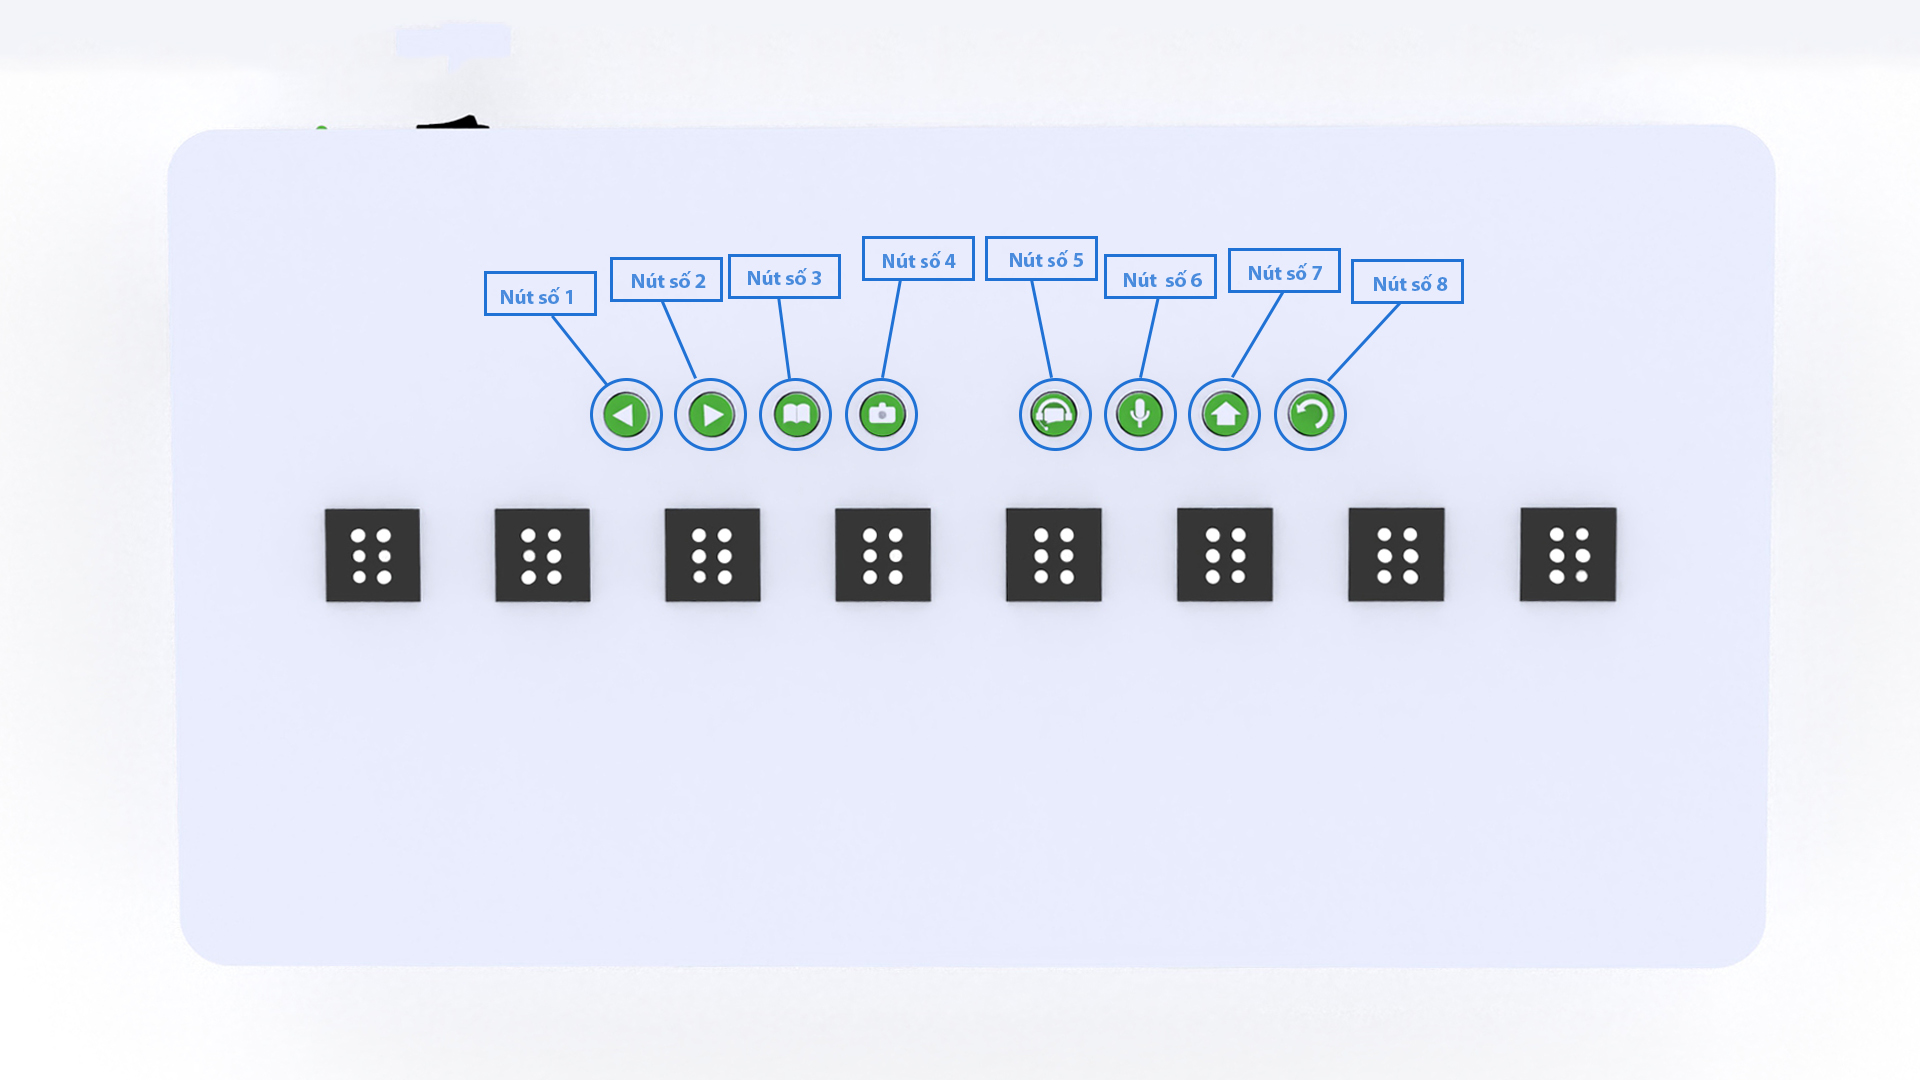 Nút số 1
Nút số 2
Nút số 3
Nút số 4
Nút số 5
Nút số 6
Nút số 7
Nút số 8